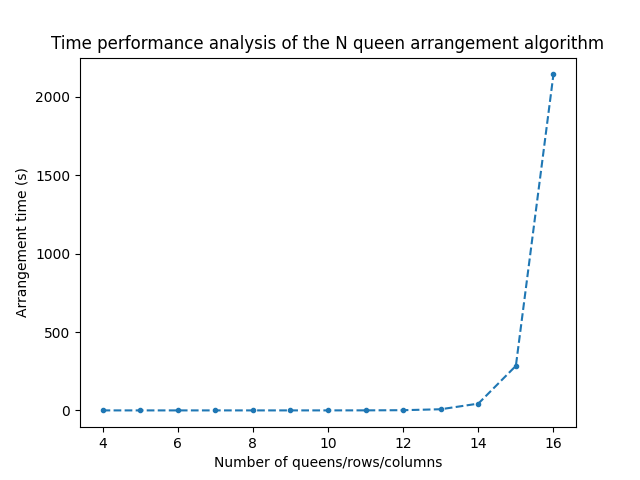 Time performance analysis of the N queen arrangement algorithm
2000
1500
1000
500
0
Arrangement time (s)
4 6 8 10 12 14 16
Number of queens/rows/columns